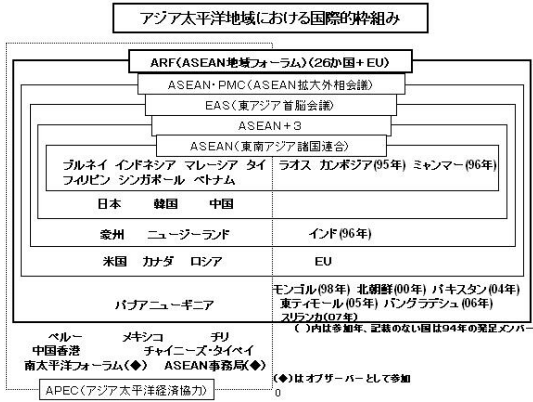 アジア太平洋地域における国際的枠組み
ARF(ASEAN地域フォーラム)(26か国+EU)
ASEAN・PMC(ASEAN拡大外相会議)
EAS(東アジア首脳会議)
ASEAN+3
ASEAN(東南アジア諸国連合)
ブルネイ インドネシア マレーシア タイ ラオス カンボジア(95年) ミャンマー(96年)
フィリピン シンガポール ベトナム
日本 韓国 中国
豪州 ニュージーランド インド(96年)
米国 カナダ ロシア EU
モンゴル(98年) 北朝鮮(00年) パキスタン(04年)
パプアニューギニア 東ティモール(05年) バングラデシュ(06年)
スリランカ(07年)
( )内は参加年、記載のない国は94年の発足メンバー
ペルー メキシコ チリ
中国香港 チャイニーズ・タイペイ
南太平洋フォーラム(◆) ASEAN事務局(◆)
(◆)はオブザーバーとして参加
APEC(アジア太平洋経済協力)
0